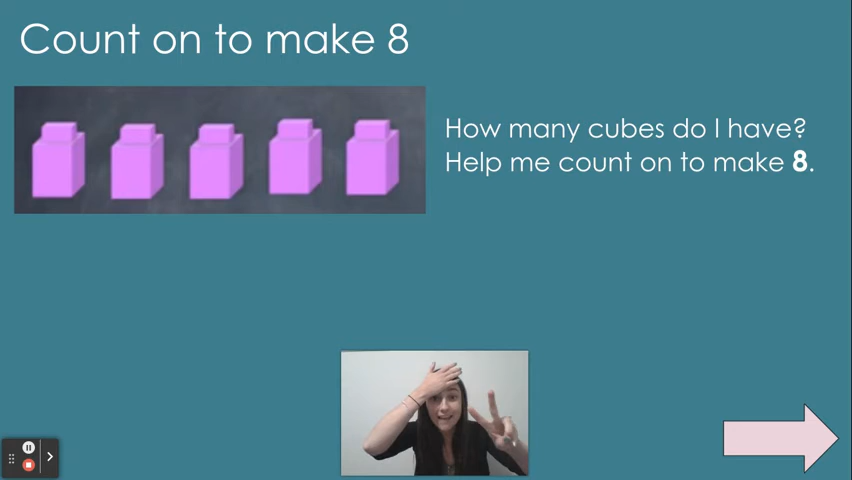 Count on to make 8
How many cubes do I have?
Help me count on to make 8.